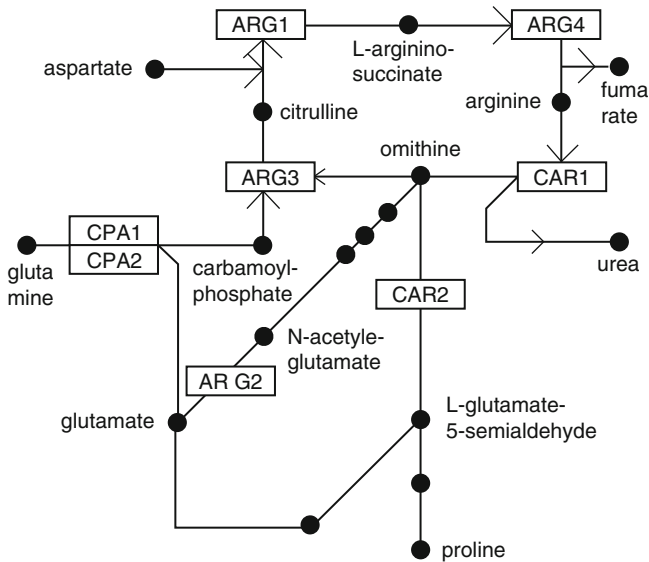 ARG1
ARG4
L-arginino-
succinate
aspartate
fuma
rate
arginine
citrulline
omithine
ARG3
CAR1
CPA1
CPA2
gluta
mine
carbamoyl-
phosphate
urea
CAR2
N-acetyle-
glutamate
AR G2
glutamate
L-glutamate-
5-semialdehyde
proline